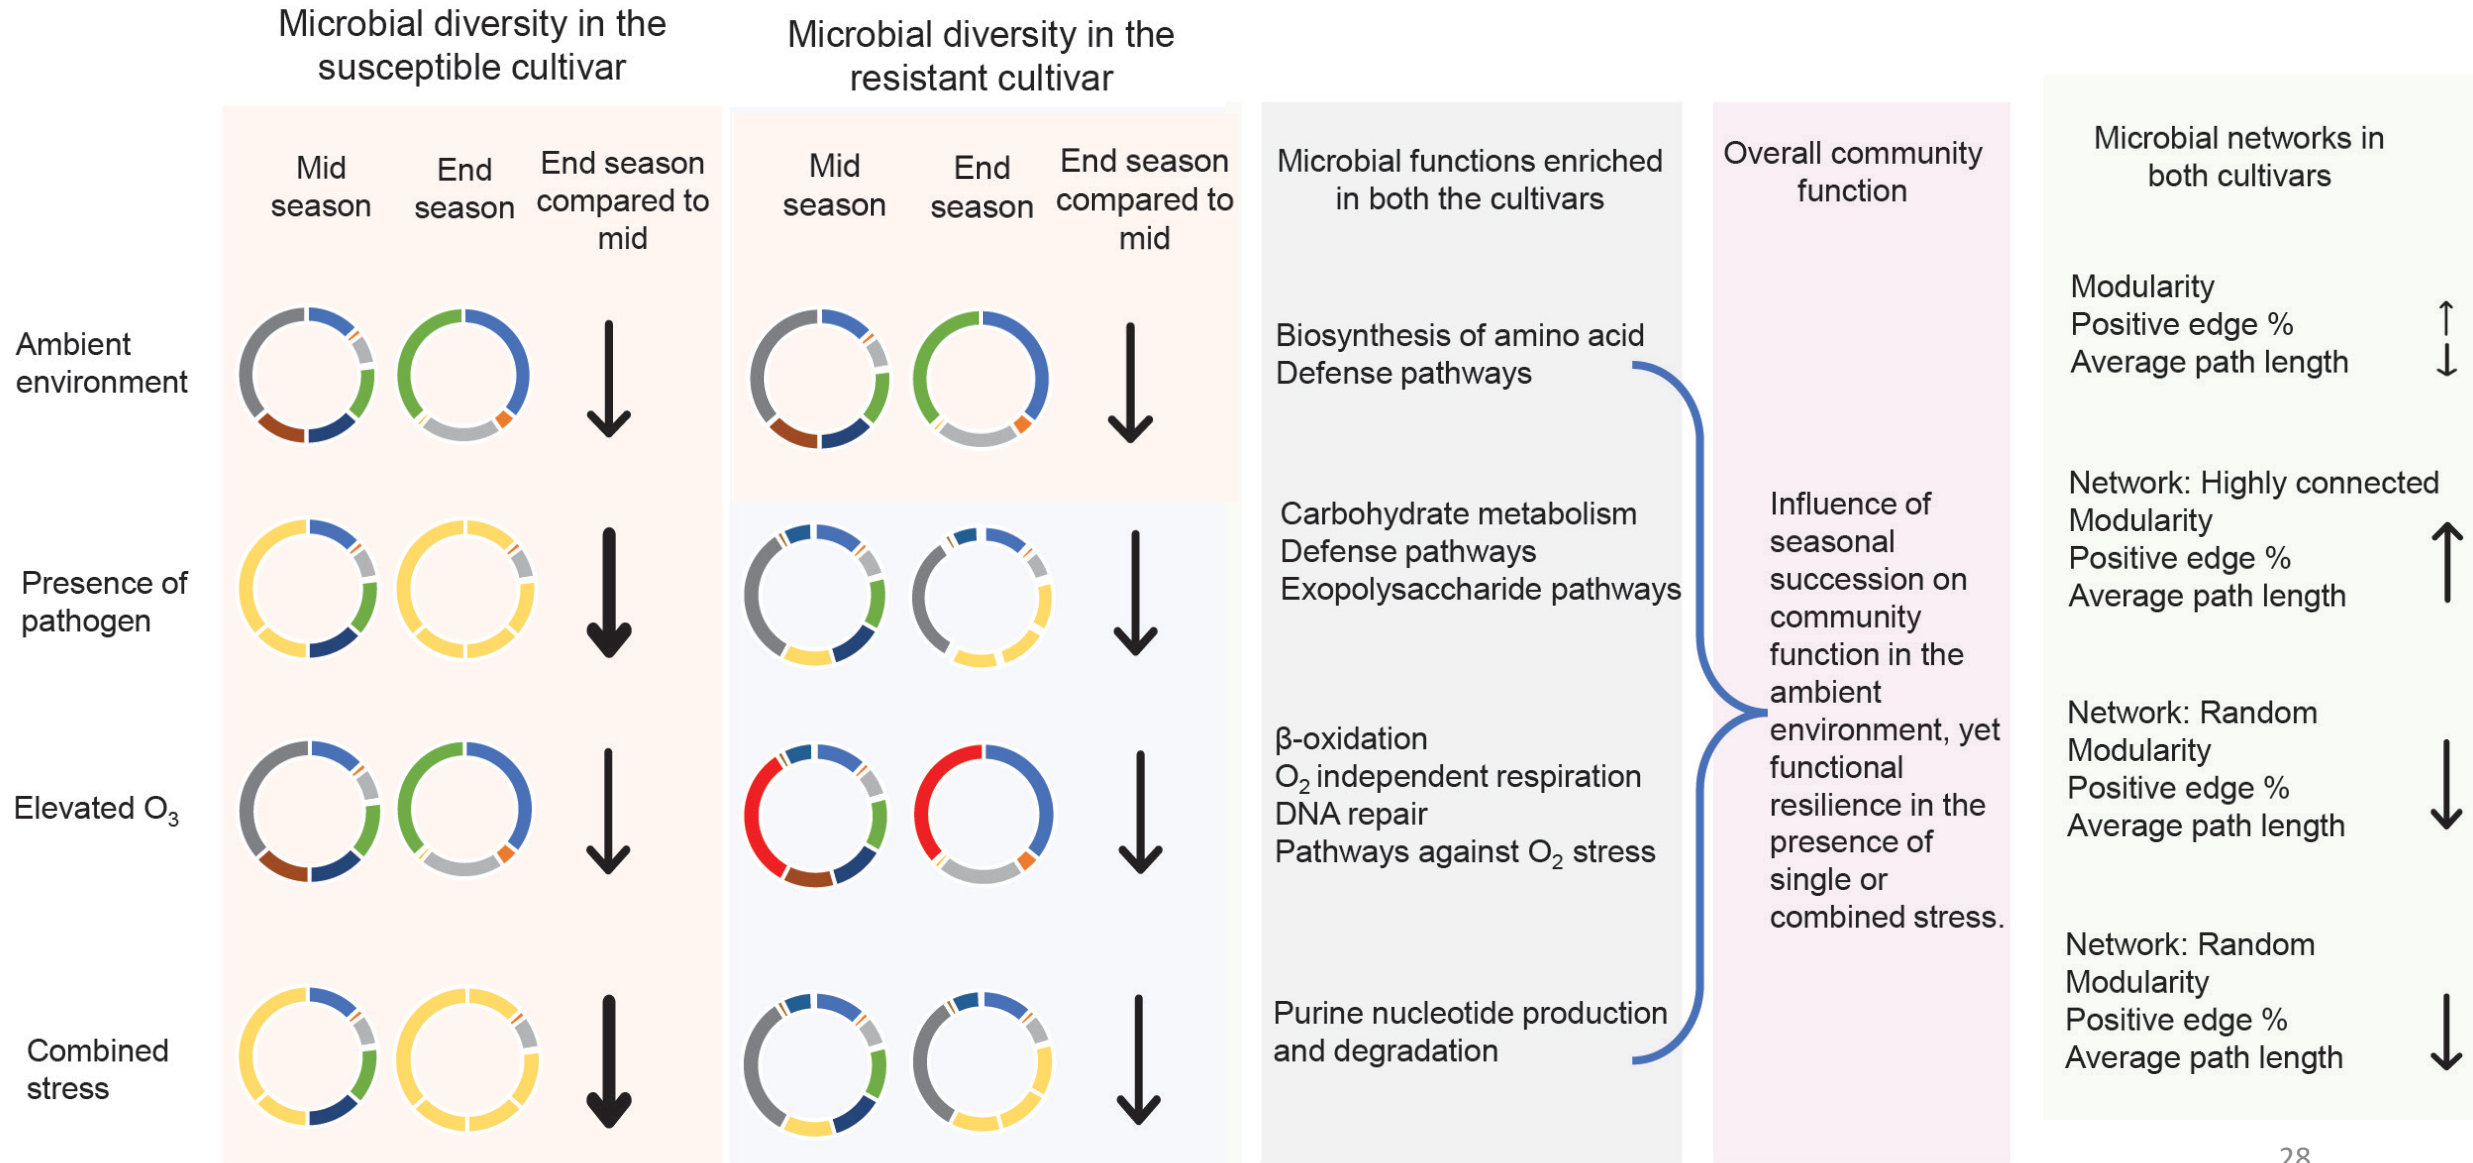 Microbial diversity in the
susceptible cultivar
Microbial diversity in the
resistant cultivar
Mid
season
End
season
End season
compared to
mid
Mid
season
End
season
End season
compared to
mid
Microbial functions enriched
in both the cultivars
Overall community
function
Microbial networks in
both cultivars
Ambient
environment
Biosynthesis of amino acid
Defense pathways
Modularity
Positive edge %
Average path length
Presence of
pathogen
Carbohydrate metabolism
Defense pathways
Exopolysaccharide pathways
Influence of
seasonal
succession on
community
function in the
ambient
environment, yet
functional
resilience in the
presence of
single or
combined stress.
Network: Highly connected
Modularity
Positive edge %
Average path length
Elevated O₃
β-oxidation
O₂ independent respiration
DNA repair
Pathways against O₂ stress
Network: Random
Modularity
Positive edge %
Average path length
Combined
stress
Purine nucleotide production
and degradation
Network: Random
Modularity
Positive edge %
Average path length
28